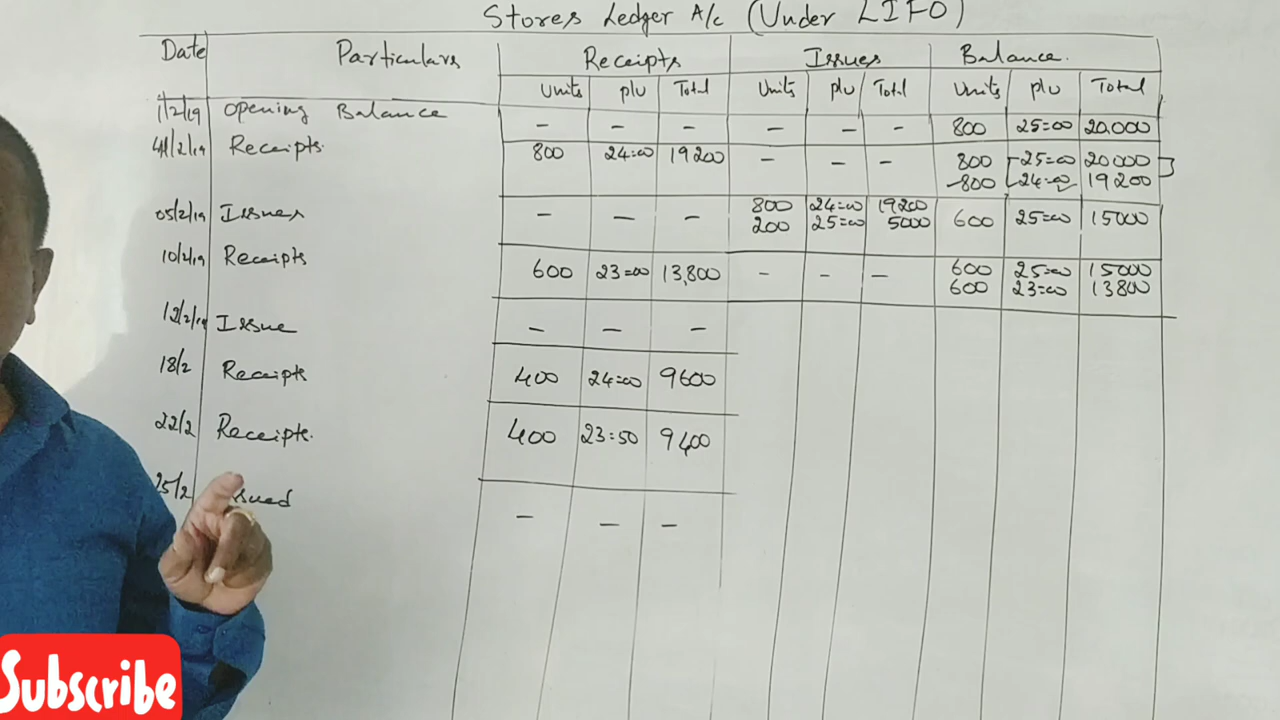 Stores Ledger A/c (Under LIFO)
Date Particulars Receipts Issues Balance.
Units p/u Total Units p/u Total Units p/u Total
1/2/19 Opening Balance - - - - - - 800 25=00 20,000
4/2/19 Receipts. 800 24=00 19200 - - - 800 25=00 20000
800 24=00 19200
05/2/19 Issues - - - 800 24=00 19200 600 25=00 15000
200 25=00 5000
10/2/19 Receipts 600 23=00 13,800 - - - 600 25=00 15000
600 23=00 13800
12/2/19 Issue - - -
18/2 Receipts 400 24=00 9600
22/2 Receipts. 400 23=50 9400
25/2 - - -
Subscribe